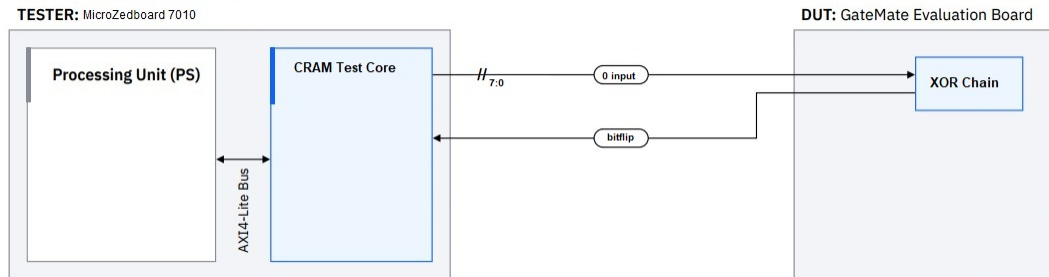 TESTER: MicroZedboard 7010
DUT: GateMate Evaluation Board
Processing Unit (PS)
CRAM Test Core
7:0
0 input
XOR Chain
bitflip
AXI4-Lite Bus